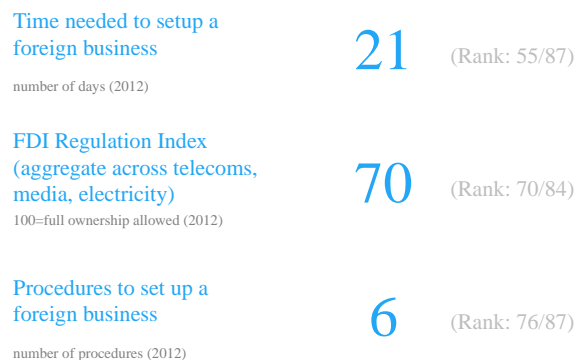 Time needed to setup a
foreign business
number of days (2012)
21
(Rank: 55/87)
FDI Regulation Index
(aggregate across telecoms,
media, electricity)
100=full ownership allowed (2012)
70
(Rank: 70/84)
Procedures to set up a
foreign business
number of procedures (2012)
6
(Rank: 76/87)